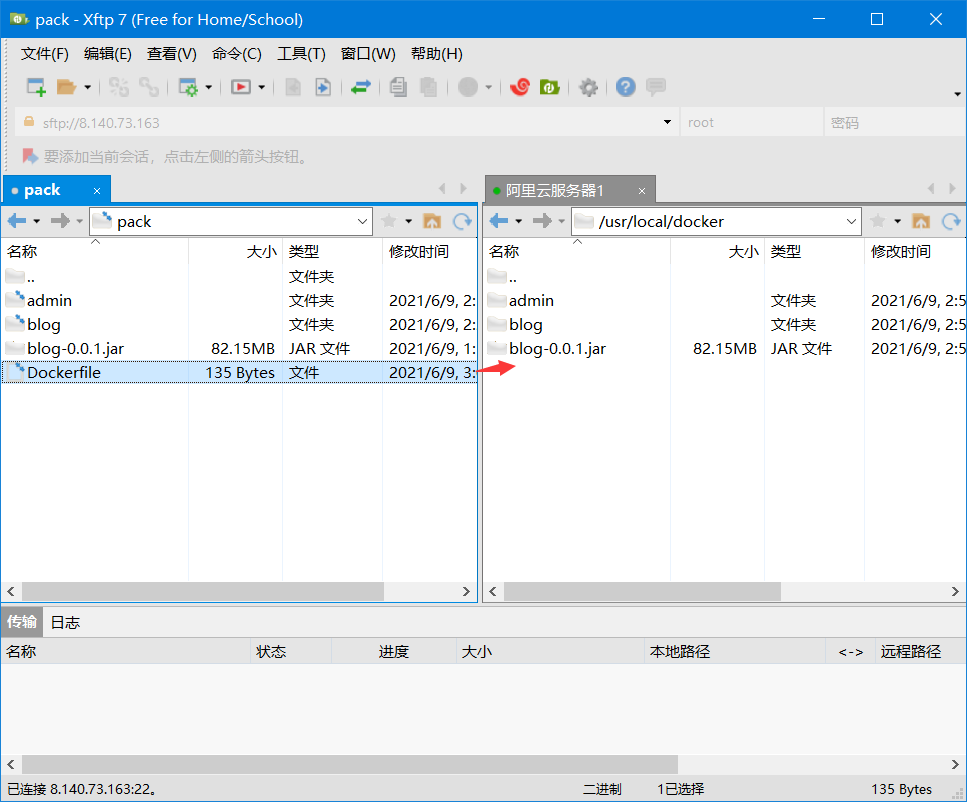 pack - Xftp 7 (Free for Home/School)
文件(F) 编辑(E) 查看(V) 命令(C) 工具(T) 窗口(W) 帮助(H)
sftp://8.140.73.163 root 密码
要添加当前会话，点击左侧的箭头按钮。
pack × 阿里云服务器1 ×
pack /usr/local/docker
名称 大小 类型 修改时间 名称 大小 类型 修改时间
.. 文件夹 ..
admin 文件夹 2021/6/9, 2: admin 文件夹 2021/6/9, 2:5
blog 文件夹 2021/6/9, 2: blog 文件夹 2021/6/9, 2:5
blog-0.0.1.jar 82.15MB JAR 文件 2021/6/9, 1: blog-0.0.1.jar 82.15MB JAR 文件 2021/6/9, 2:5
Dockerfile 135 Bytes 文件 2021/6/9, 3:
传输 日志
名称 状态 进度 大小 本地路径 <-> 远程路径
已连接 8.140.73.163:22。 二进制 1已选择 135 Bytes